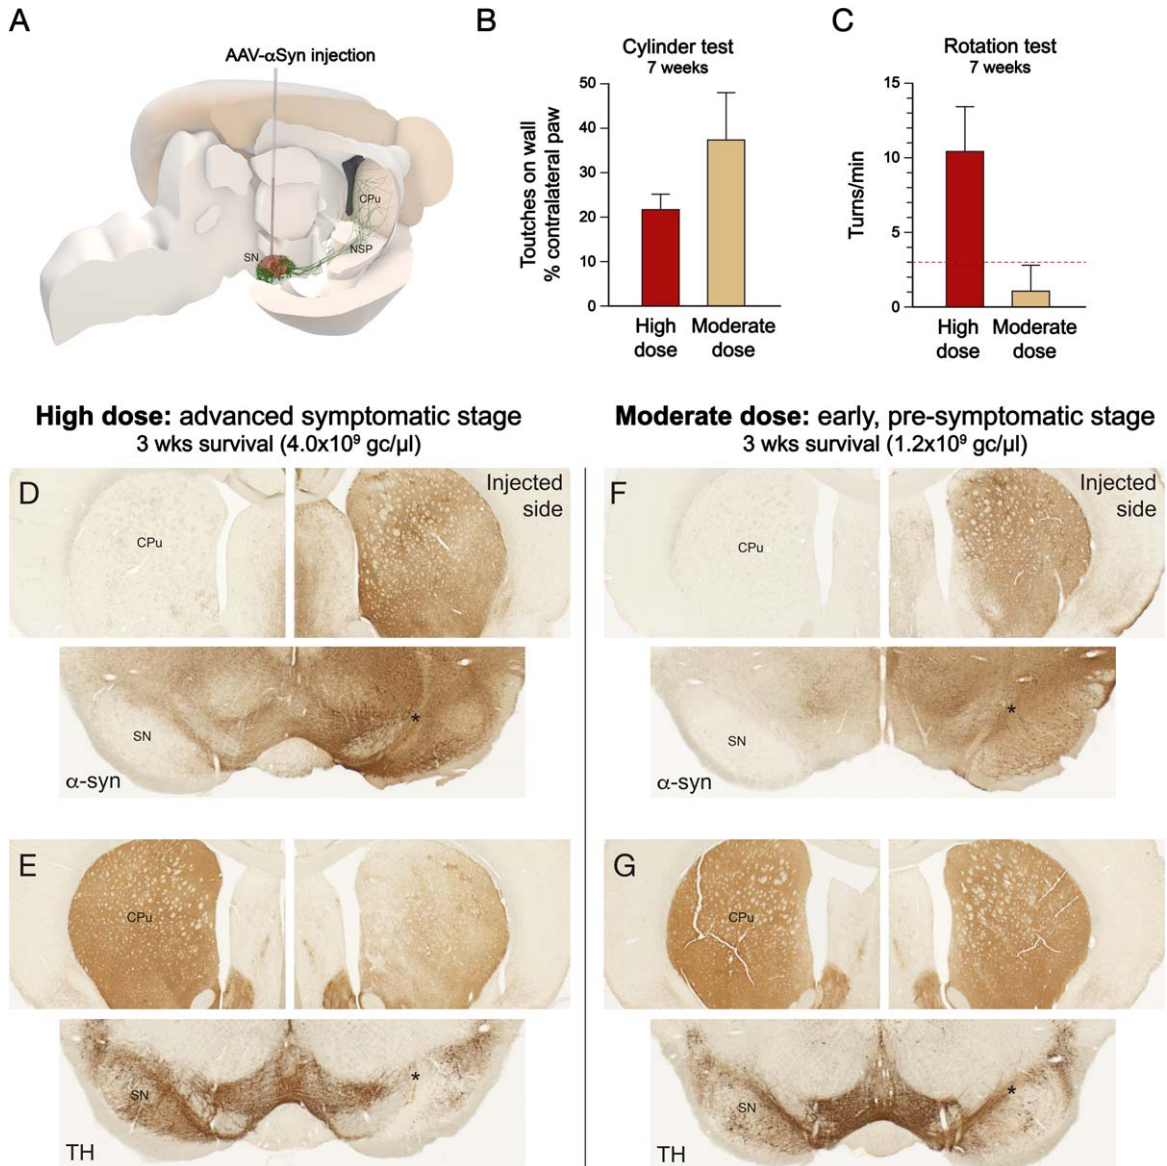 A
AAV-αSyn injection
CPu
NSP
SN
B
Cylinder test
7 weeks
Toutches on wall
% contralateral paw
50
40
30
20
10
0
High
dose
Moderate
dose
C
Rotation test
7 weeks
Turns/min
15
10
5
0
High
dose
Moderate
dose
High dose: advanced symptomatic stage
3 wks survival (4.0x10⁹ gc/µl)
D
Injected
side
CPu
SN
*
α-syn
E
CPu
SN
*
TH
Moderate dose: early, pre-symptomatic stage
3 wks survival (1.2x10⁹ gc/µl)
F
Injected
side
CPu
SN
*
α-syn
G
CPu
SN
*
TH